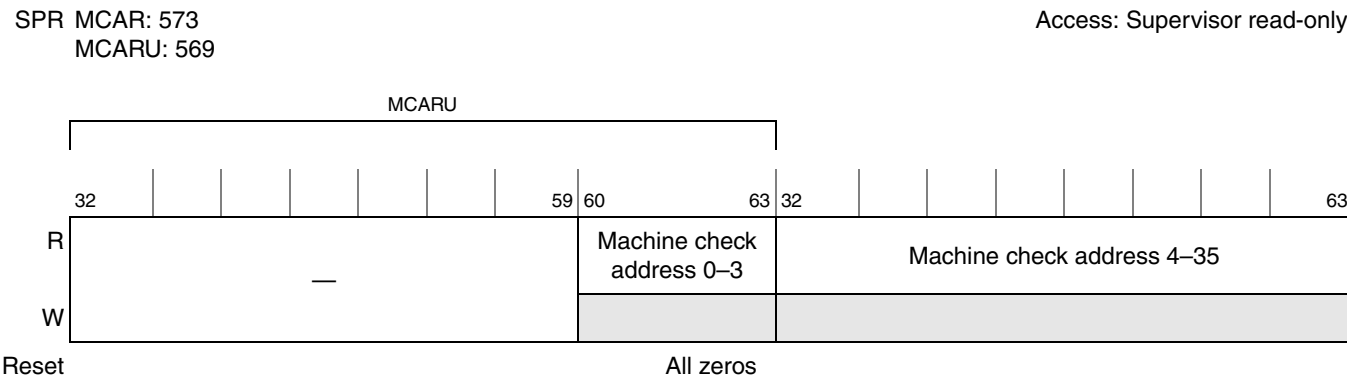 SPR MCAR: 573 Access: Supervisor read-only
MCARU: 569
MCARU
32 59 60 63 32 63
R Machine check
address 0–3 Machine check address 4–35
—
W
Reset All zeros